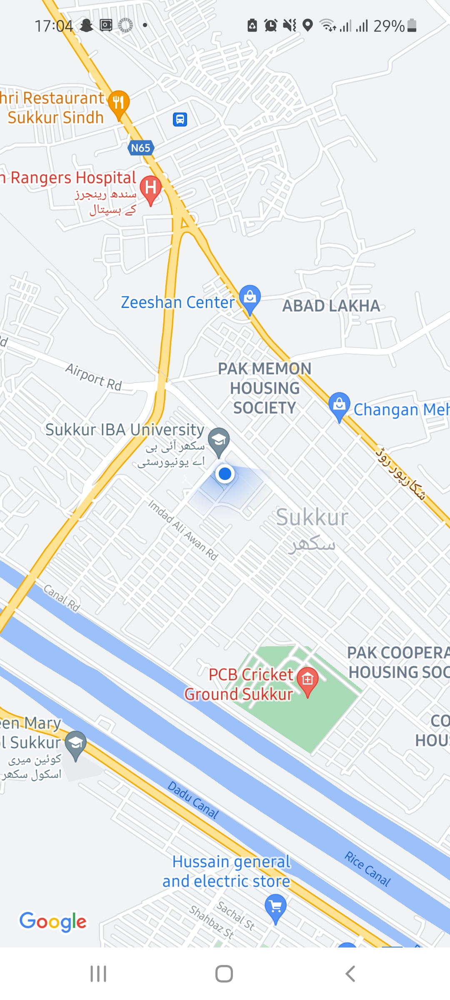 17:04
29%
hri Restaurant
Sukkur Sindh
N65
n Rangers Hospital
سندھ رینجرز
کے ہسپتال
Zeeshan Center
ABAD LAKHA
Rd
Airport Rd
PAK MEMON
HOUSING
SOCIETY
Changan Meh
Sukkur IBA University
سکھر آئی بی
اے یونیورسٹی
شکارپور روڈ
Imdad Ali Awan Rd
Sukkur
سکھر
Canal Rd
PAK COOPERA
HOUSING SOC
PCB Cricket
Ground Sukkur
CO
HOUS
een Mary
ol Sukkur
کوئین میری
اسکول سکھر
Dadu Canal
Rice Canal
Hussain general
and electric store
Sachal St
Shahbaz St
Google